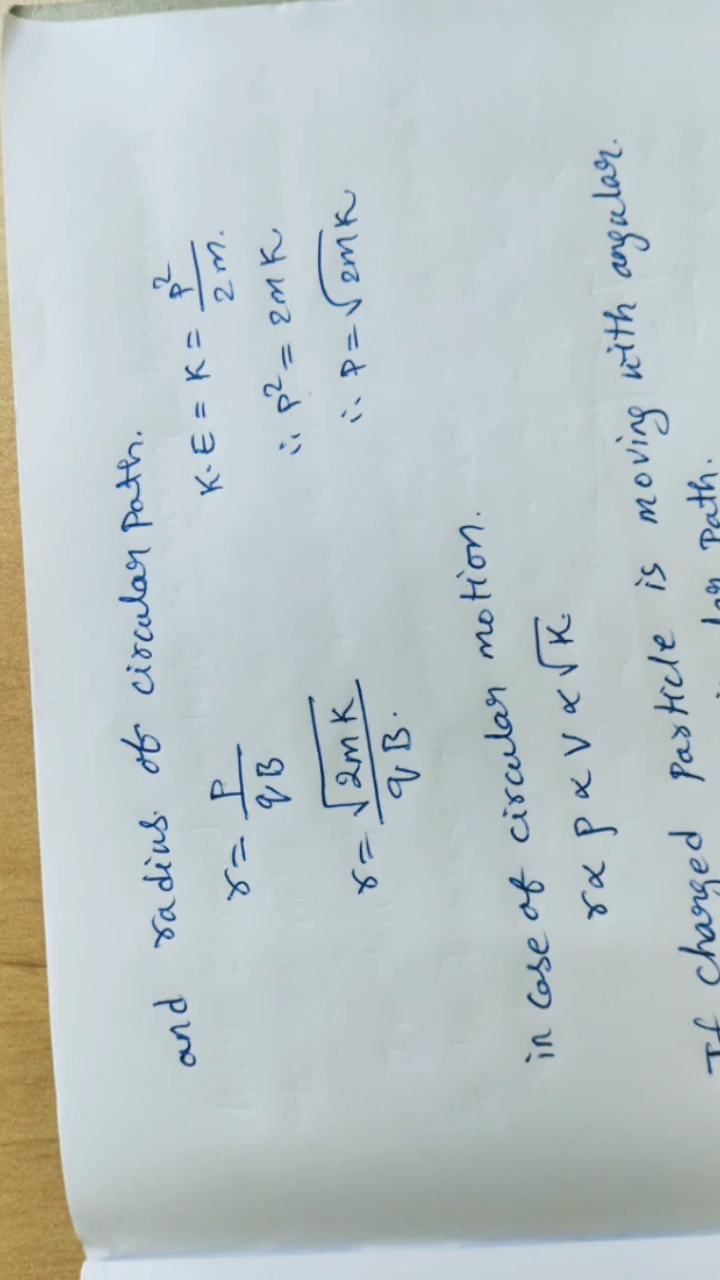 and radius of circular path.
r = P/qB
K.E = K = P²/2m.
∴ P² = 2mK
r = √2mK/qB.
∴ P = √2mK
in case of circular motion.
r ∝ P ∝ V ∝ √K.
If charged particle is moving with angular.
Path.